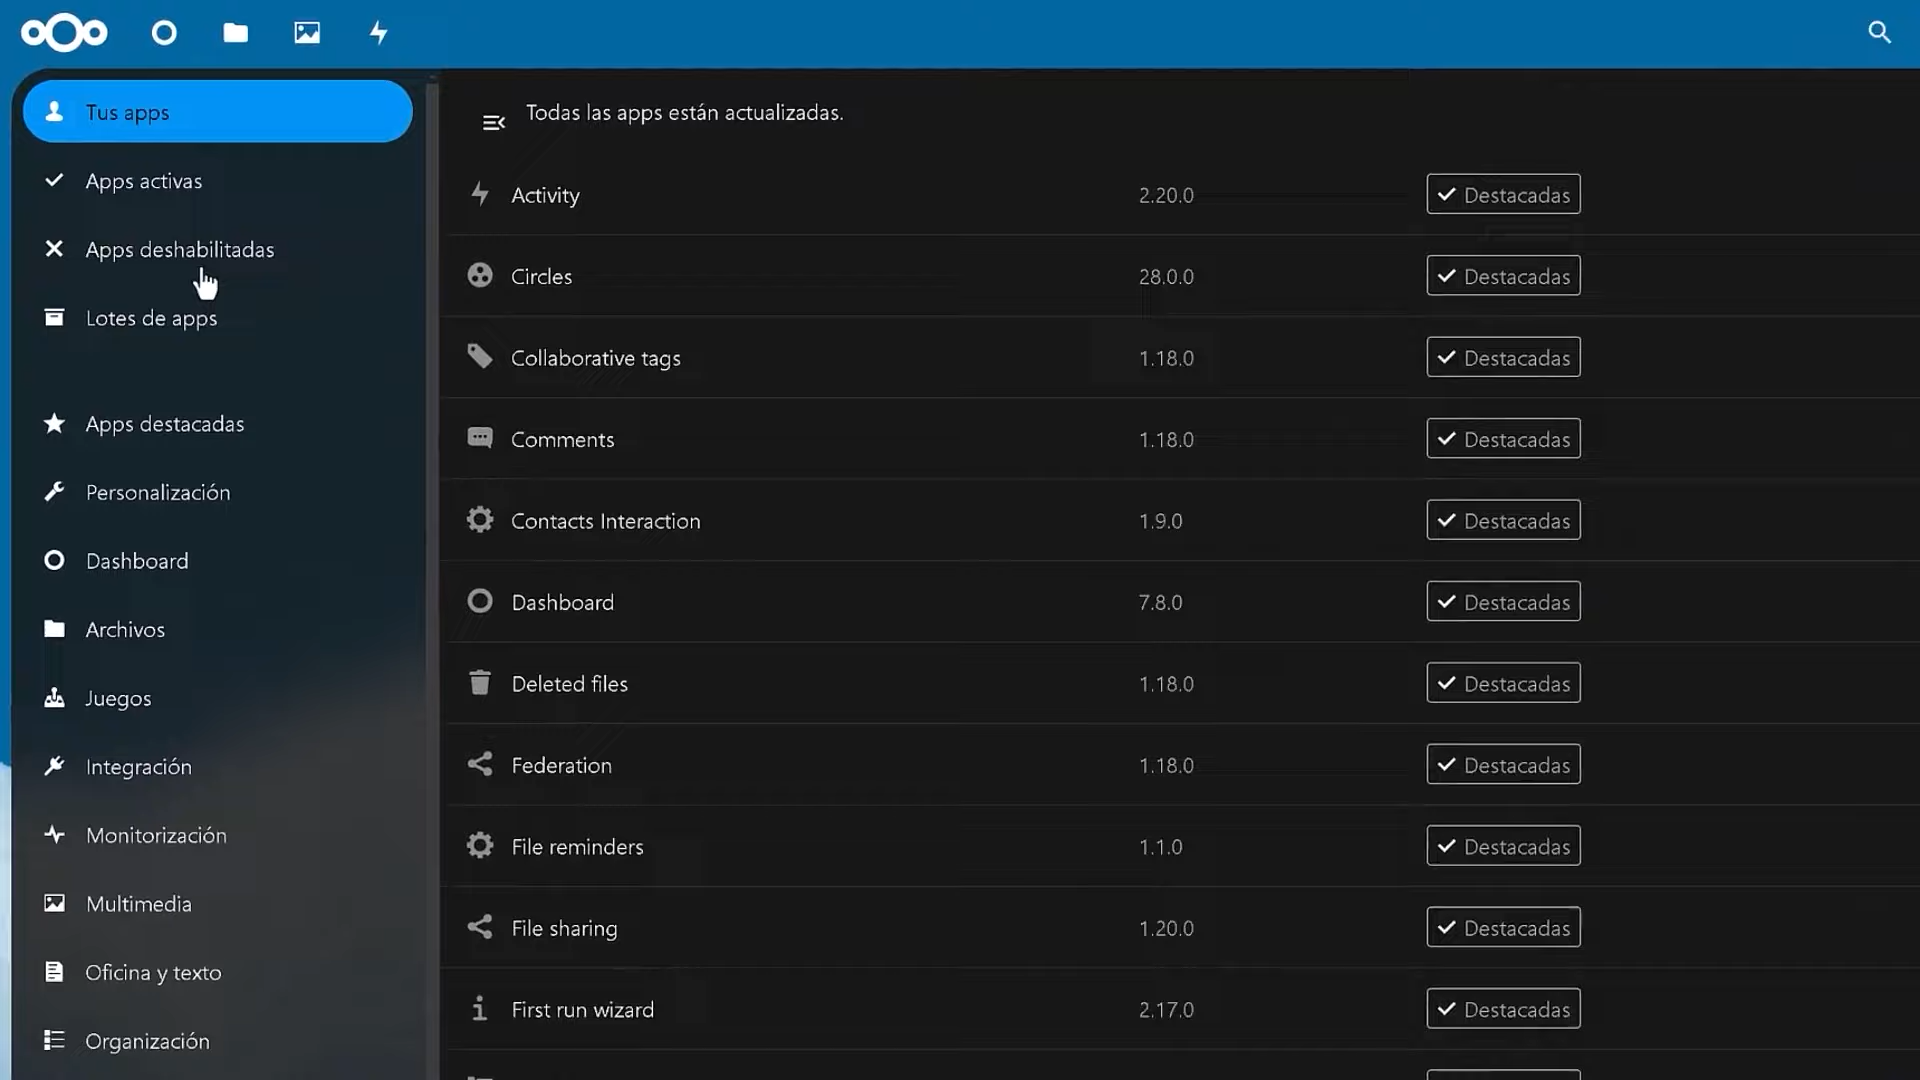 Tus apps
Apps activas
Apps deshabilitadas
Lotes de apps
Apps destacadas
Personalización
Dashboard
Archivos
Juegos
Integración
Monitorización
Multimedia
Oficina y texto
Organización
Todas las apps están actualizadas.
Activity 2.20.0 Destacadas
Circles 28.0.0 Destacadas
Collaborative tags 1.18.0 Destacadas
Comments 1.18.0 Destacadas
Contacts Interaction 1.9.0 Destacadas
Dashboard 7.8.0 Destacadas
Deleted files 1.18.0 Destacadas
Federation 1.18.0 Destacadas
File reminders 1.1.0 Destacadas
File sharing 1.20.0 Destacadas
First run wizard 2.17.0 Destacadas